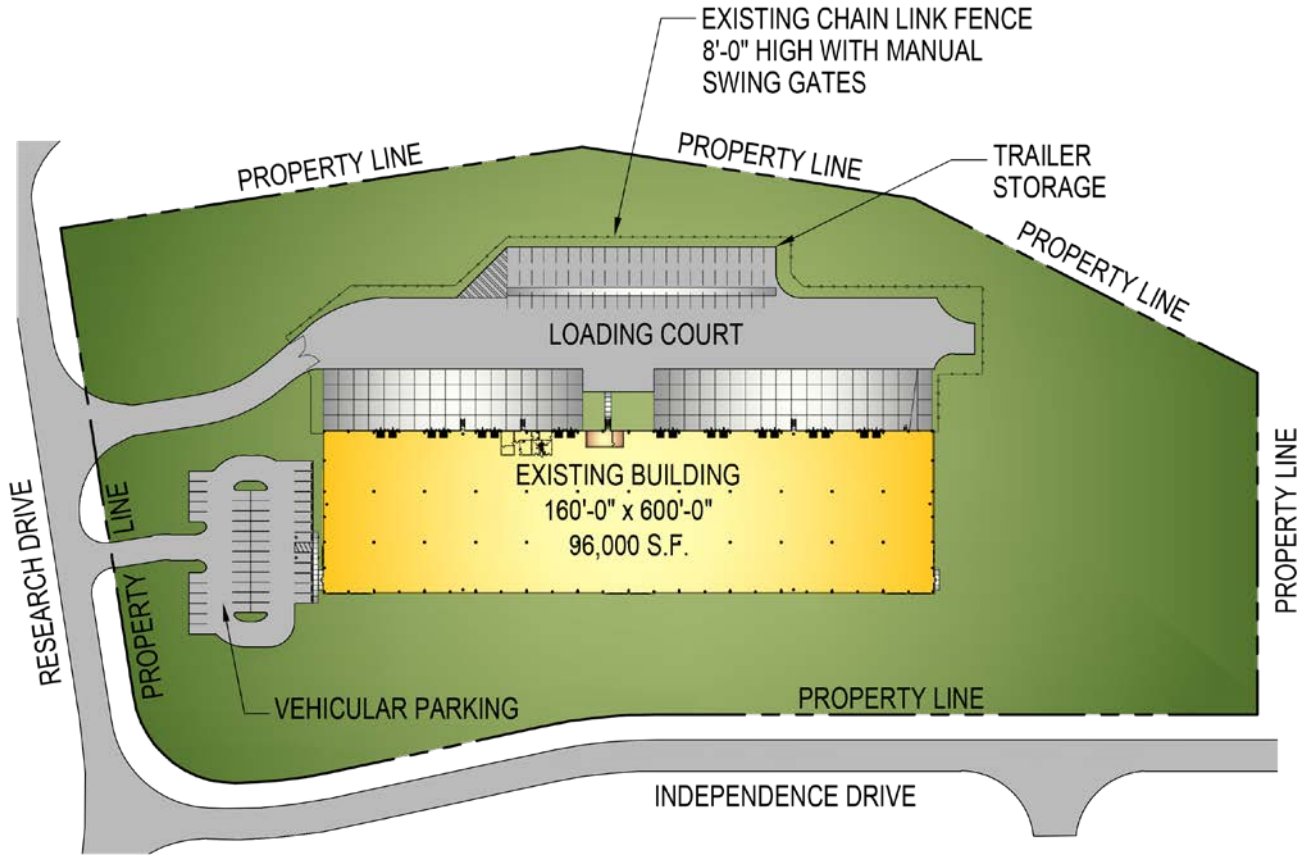 EXISTING CHAIN LINK FENCE
8'-0" HIGH WITH MANUAL
SWING GATES
PROPERTY LINE
PROPERTY LINE
TRAILER
STORAGE
PROPERTY LINE
LOADING COURT
EXISTING BUILDING
160'-0" x 600'-0"
96,000 S.F.
PROPERTY LINE
RESEARCH DRIVE
PROPERTY LINE
VEHICULAR PARKING
PROPERTY LINE
INDEPENDENCE DRIVE